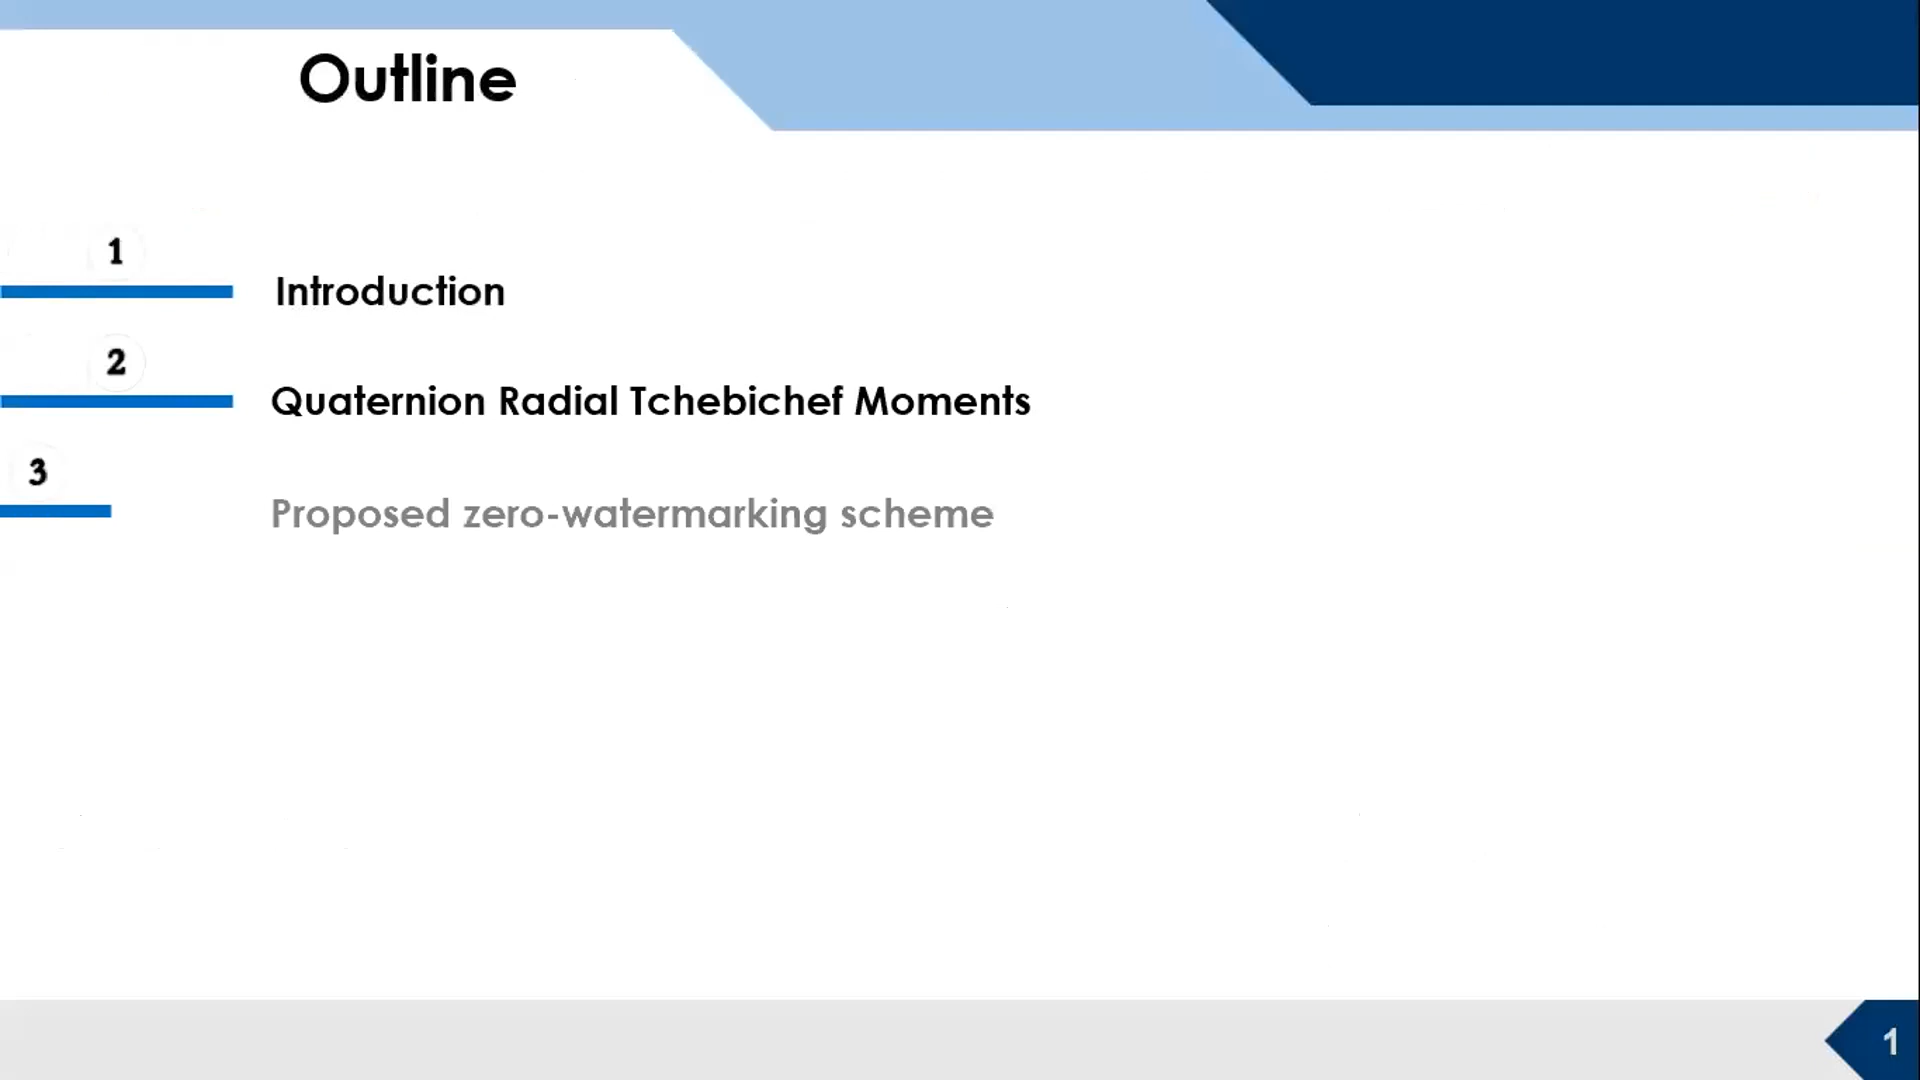 Outline
1
Introduction
2
Quaternion Radial Tchebichef Moments
3
Proposed zero-watermarking scheme
1